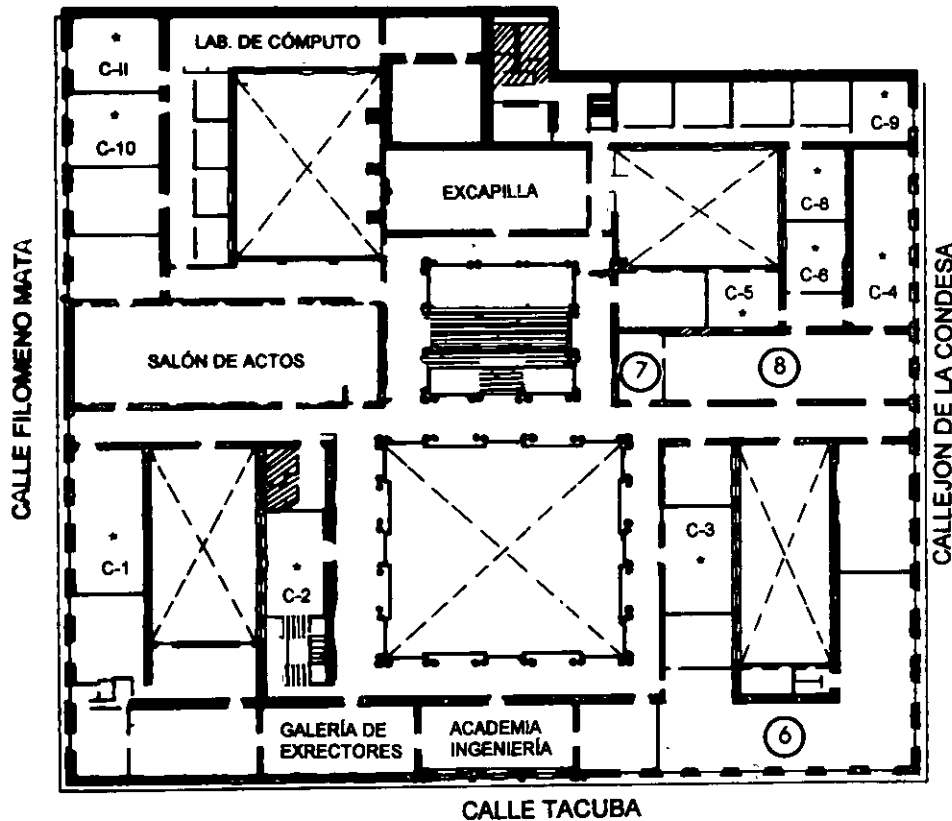 LAB. DE CÓMPUTO
*
C-II
*
C-10
*
C-9
EXCAPILLA
*
C-8
*
C-6
*
C-4
C-5
*
SALÓN DE ACTOS
7
8
CALLE FILOMENO MATA
CALLEJON DE LA CONDESA
*
C-1
*
C-2
C-3
*
GALERÍA DE
EXRECTORES
ACADEMIA
INGENIERÍA
6
CALLE TACUBA